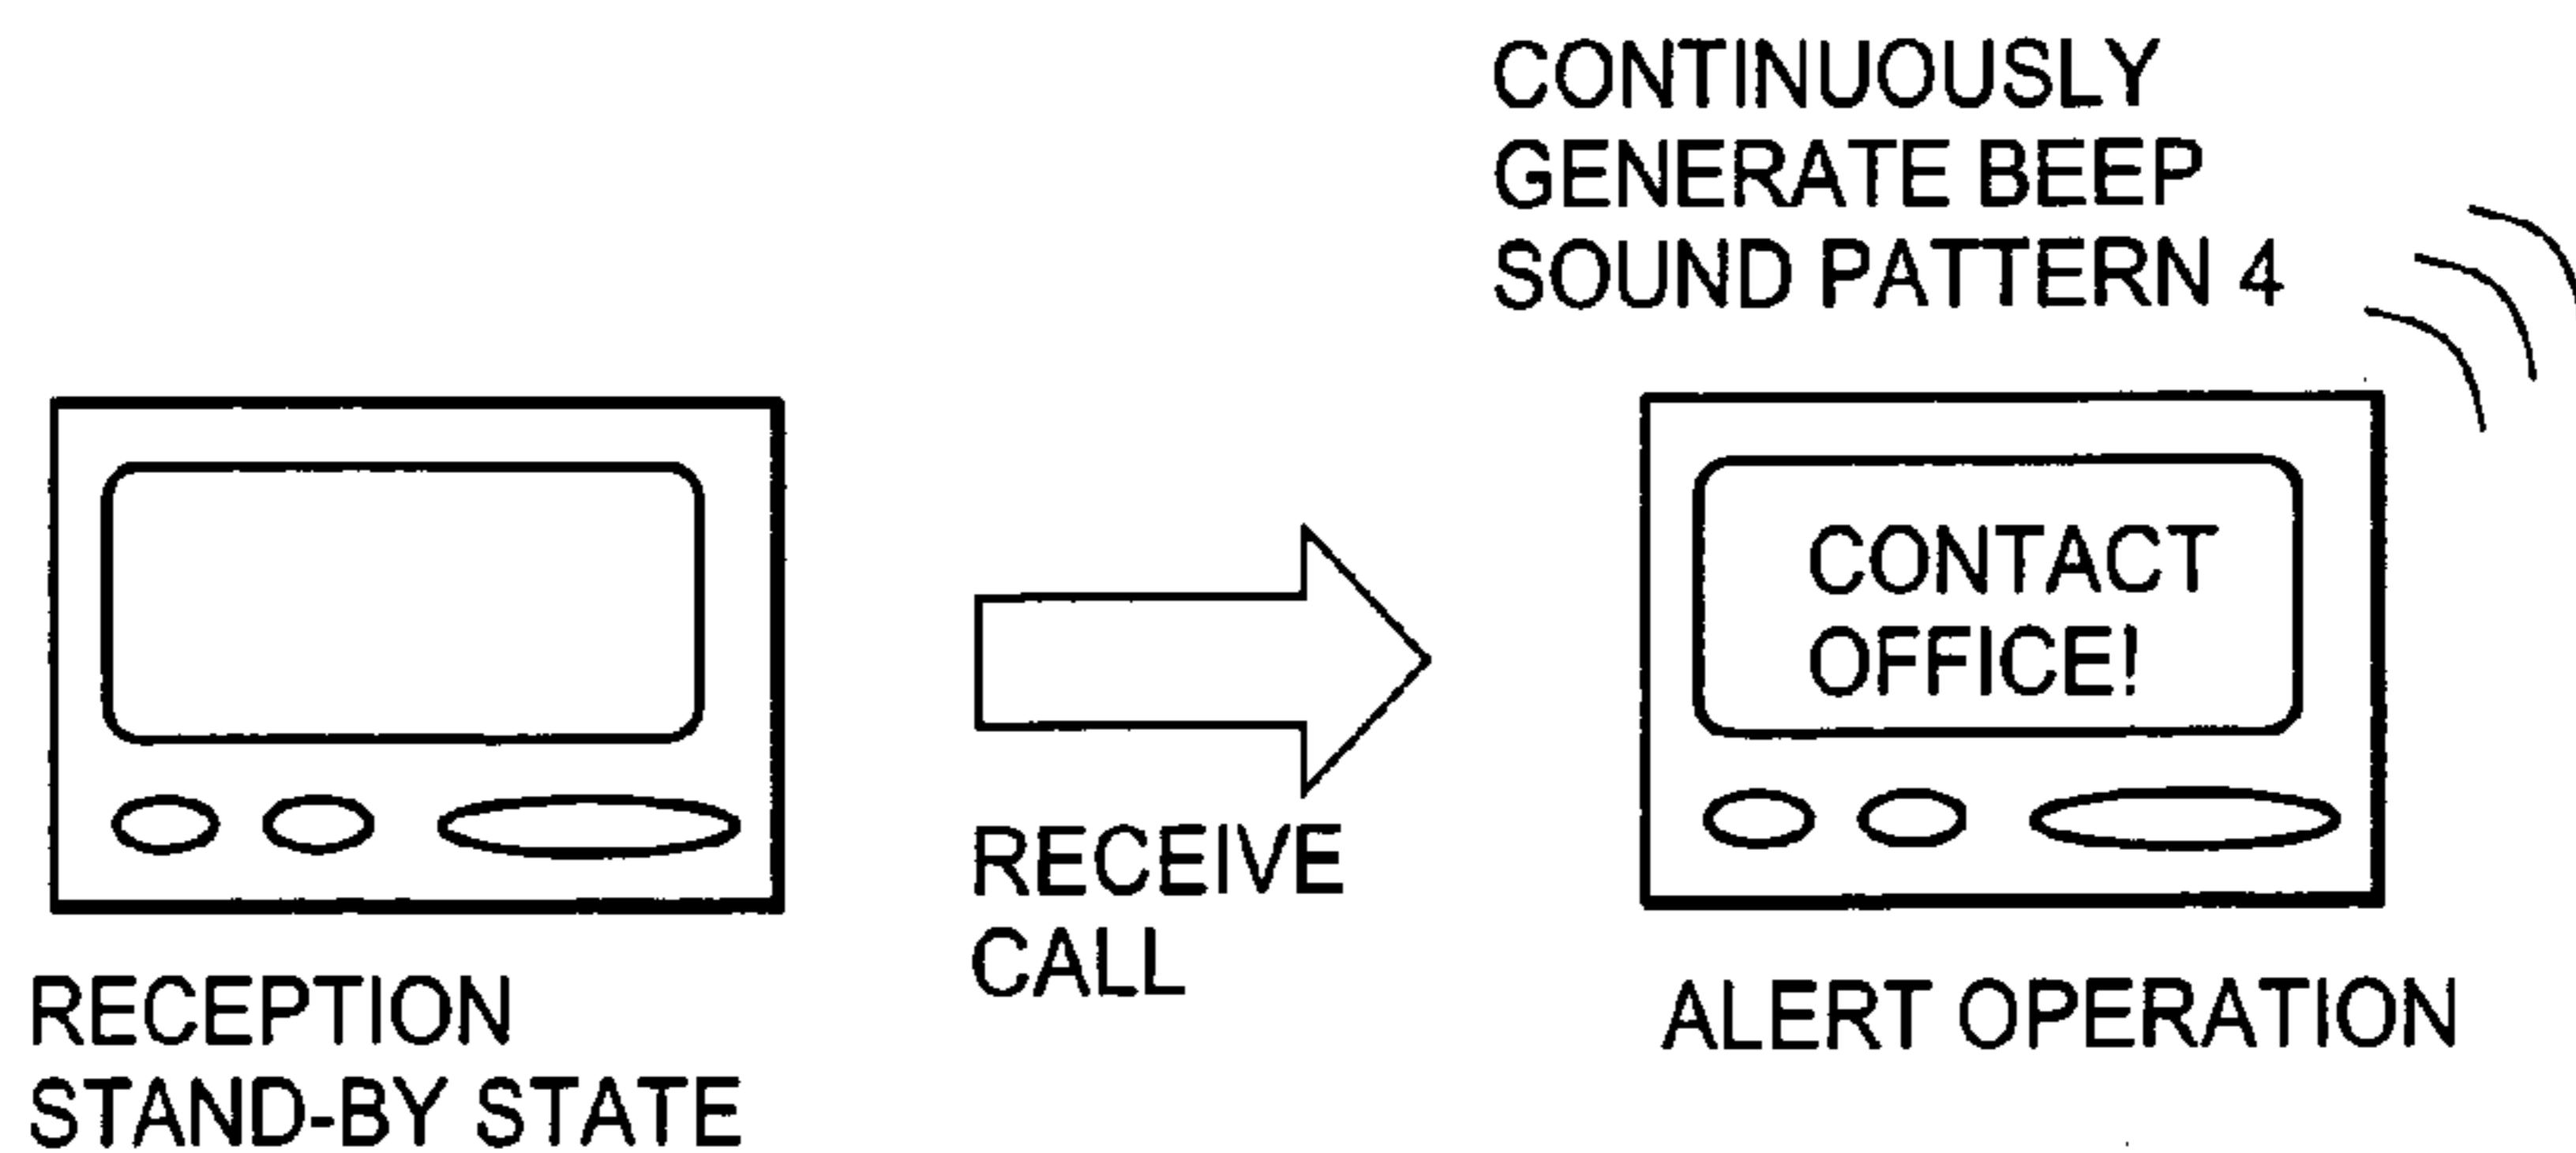 CONTINUOUSLY
GENERATE BEEP
SOUND PATTERN 4
CONTACT
OFFICE!
RECEIVE
CALL
RECEPTION
STAND-BY STATE
ALERT OPERATION